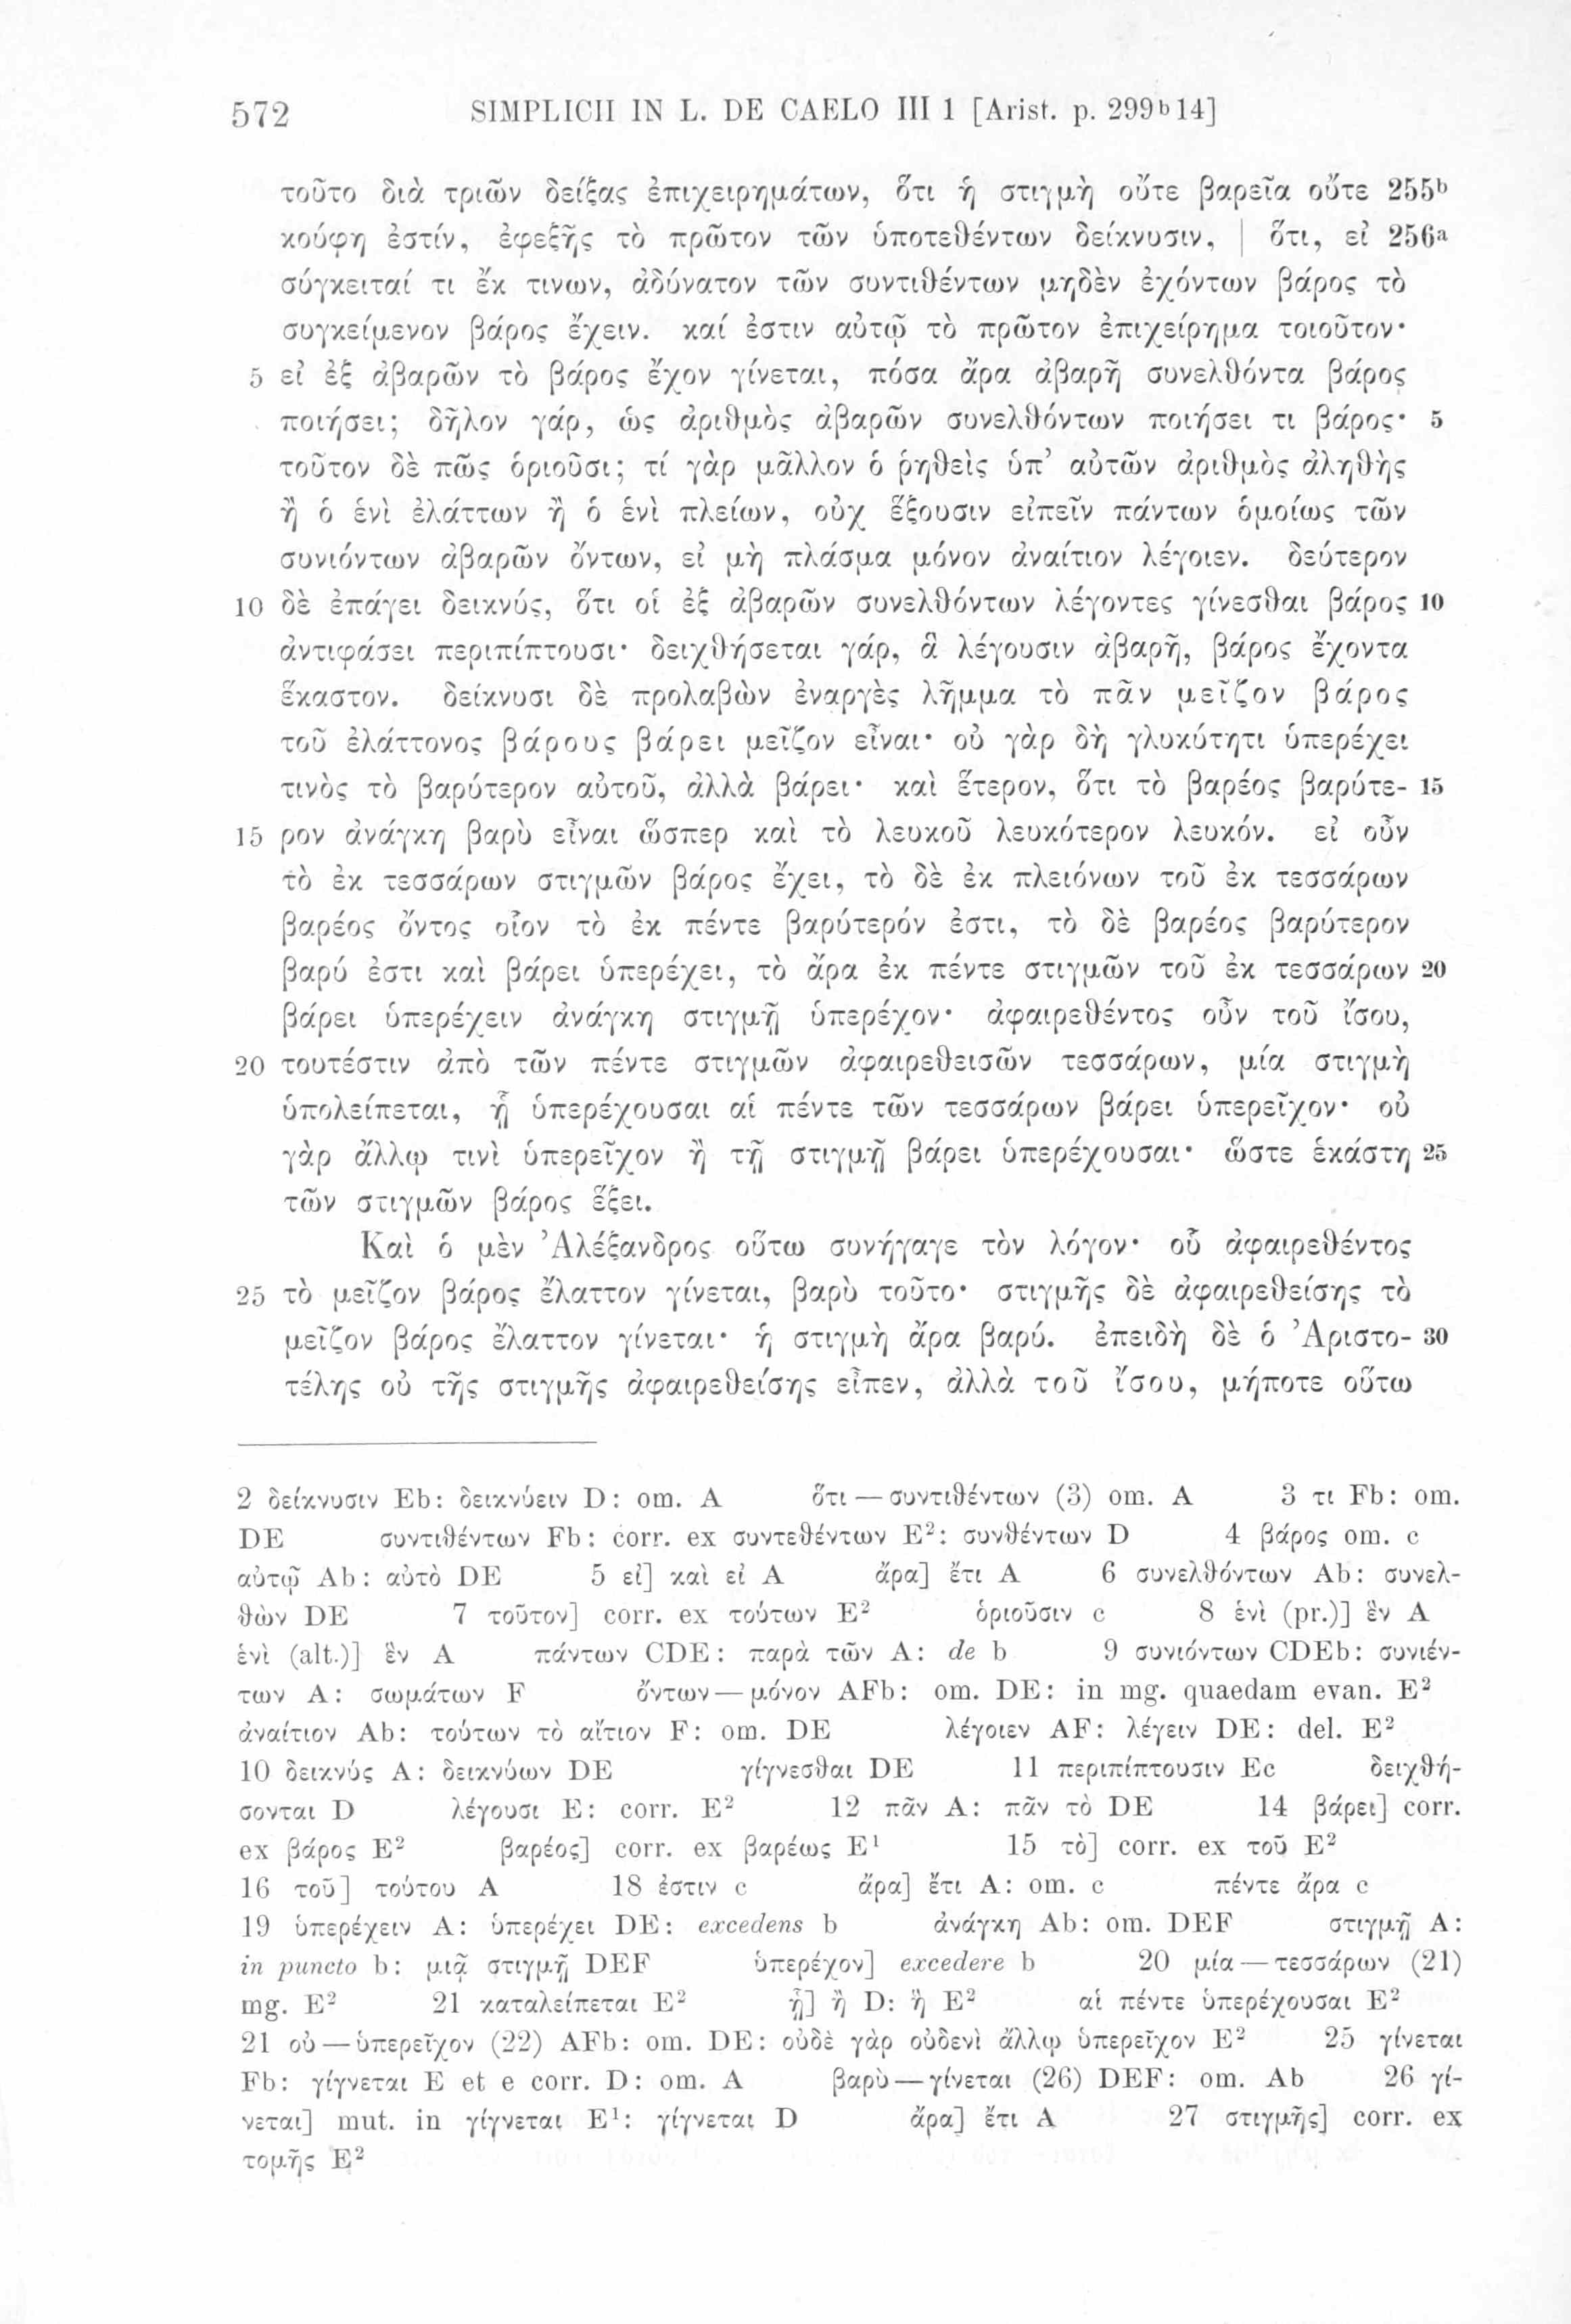 572 SIMPLICII IN L. DE CAELO III 1 [Arist. p. 299ᵇ14]
τοῦτο διὰ τριῶν δείξας ἐπιχειρημάτων, ὅτι ἡ στιγμὴ οὔτε βαρεῖα οὔτε 255ᵇ
κούφη ἐστίν, ἐφεξῆς τὸ πρῶτον τῶν ὑποτεθέντων δείκνυσιν, | ὅτι, εἰ 256ᵃ
σύγκειταί τι ἔκ τινων, ἀδύνατον τῶν συντιθέντων μηδὲν ἐχόντων βάρος τὸ
συγκείμενον βάρος ἔχειν. καί ἐστιν αὐτῷ τὸ πρῶτον ἐπιχείρημα τοιοῦτον·
5 εἰ ἐξ ἀβαρῶν τὸ βάρος ἔχον γίνεται, πόσα ἄρα ἀβαρῆ συνελθόντα βάρος
ποιήσει; δῆλον γάρ, ὡς ἀριθμὸς ἀβαρῶν συνελθόντων ποιήσει τι βάρος· 5
τοῦτον δὲ πῶς ὁριοῦσι; τί γὰρ μᾶλλον ὁ ῥηθεὶς ὑπ’ αὐτῶν ἀριθμὸς ἀληθὴς
ἢ ὁ ἑνὶ ἐλάττων ἢ ὁ ἑνὶ πλείων, οὐχ ἕξουσιν εἰπεῖν πάντων ὁμοίως τῶν
συνιόντων ἀβαρῶν ὄντων, εἰ μὴ πλάσμα μόνον ἀναίτιον λέγοιεν. δεύτερον
10 δὲ ἐπάγει δεικνύς, ὅτι οἱ ἐξ ἀβαρῶν συνελθόντων λέγοντες γίνεσθαι βάρος 10
ἀντιφάσει περιπίπτουσι· δειχθήσεται γάρ, ἃ λέγουσιν ἀβαρῆ, βάρος ἔχοντα
ἕκαστον. δείκνυσι δὲ προλαβὼν ἐναργὲς λῆμμα τὸ πᾶν μεῖζον βάρος
τοῦ ἐλάττονος βάρους βάρει μεῖζον εἶναι· οὐ γὰρ δὴ γλυκύτητι ὑπερέχει
τινὸς τὸ βαρύτερον αὐτοῦ, ἀλλὰ βάρει· καὶ ἕτερον, ὅτι τὸ βαρέος βαρύτε- 15
15 ρον ἀνάγκη βαρὺ εἶναι ὥσπερ καὶ τὸ λευκοῦ λευκότερον λευκόν. εἰ οὖν
τὸ ἐκ τεσσάρων στιγμῶν βάρος ἔχει, τὸ δὲ ἐκ πλειόνων τοῦ ἐκ τεσσάρων
βαρέος ὄντος οἷον τὸ ἐκ πέντε βαρύτερόν ἐστι, τὸ δὲ βαρέος βαρύτερον
βαρύ ἐστι καὶ βάρει ὑπερέχει, τὸ ἄρα ἐκ πέντε στιγμῶν τοῦ ἐκ τεσσάρων 20
βάρει ὑπερέχειν ἀνάγκη στιγμῇ ὑπερέχον· ἀφαιρεθέντος οὖν τοῦ ἴσου,
20 τουτέστιν ἀπὸ τῶν πέντε στιγμῶν ἀφαιρεθεισῶν τεσσάρων, μία στιγμὴ
ὑπολείπεται, ᾗ ὑπερέχουσαι αἱ πέντε τῶν τεσσάρων βάρει ὑπερεῖχον· οὐ
γὰρ ἄλλῳ τινὶ ὑπερεῖχον ἢ τῇ στιγμῇ βάρει ὑπερέχουσαι· ὥστε ἑκάστη 25
τῶν στιγμῶν βάρος ἕξει.
Καὶ ὁ μὲν Ἀλέξανδρος οὕτω συνήγαγε τὸν λόγον· οὗ ἀφαιρεθέντος
25 τὸ μεῖζον βάρος ἔλαττον γίνεται, βαρὺ τοῦτο· στιγμῆς δὲ ἀφαιρεθείσης τὸ
μεῖζον βάρος ἔλαττον γίνεται· ἡ στιγμὴ ἄρα βαρύ. ἐπειδὴ δὲ ὁ Ἀριστο- 30
τέλης οὐ τῆς στιγμῆς ἀφαιρεθείσης εἶπεν, ἀλλὰ τοῦ ἴσου, μήποτε οὕτω
2 δείκνυσιν Eb: δεικνύειν D: om. A ὅτι — συντιθέντων (3) om. A 3 τι Fb: om.
DE συντιθέντων Fb: corr. ex συντεθέντων E²: συνθέντων D 4 βάρος om. c
αὐτῷ Ab: αὐτὸ DE 5 εἰ] καὶ εἰ A ἄρα] ἔτι A 6 συνελθόντων Ab: συνελ-
θὼν DE 7 τοῦτον] corr. ex τούτων E² ὁριοῦσιν c 8 ἑνὶ (pr.)] ἓν A
ἑνὶ (alt.)] ἓν A πάντων CDE: παρὰ τῶν A: de b 9 συνιόντων CDEb: συνιέν-
των A: σωμάτων F ὄντων — μόνον AFb: om. DE: in mg. quaedam evan. E²
ἀναίτιον Ab: τούτων τὸ αἴτιον F: om. DE λέγοιεν AF: λέγειν DE: del. E²
10 δεικνύς A: δεικνύων DE γίγνεσθαι DE 11 περιπίπτουσιν Ec δειχθή-
σονται D λέγουσι E: corr. E² 12 πᾶν A: πᾶν τὸ DE 14 βάρει] corr.
ex βάρος E² βαρέος] corr. ex βαρέως E¹ 15 τὸ] corr. ex τοῦ E²
16 τοῦ] τούτου A 18 ἐστιν c ἄρα] ἔτι A: om. c πέντε ἄρα c
19 ὑπερέχειν A: ὑπερέχει DE: excedens b ἀνάγκη Ab: om. DEF στιγμῇ A:
in puncto b: μιᾷ στιγμῇ DEF ὑπερέχον] excedere b 20 μία — τεσσάρων (21)
mg. E² 21 καταλείπεται E² ᾗ] ἢ D: ἣ E² αἱ πέντε ὑπερέχουσαι E²
21 οὐ — ὑπερεῖχον (22) AFb: om. DE: οὐδὲ γὰρ οὐδενὶ ἄλλῳ ὑπερεῖχον E² 25 γίνεται
Fb: γίγνεται E et e corr. D: om. A βαρὺ — γίνεται (26) DEF: om. Ab 26 γί-
νεται] mut. in γίγνεται E¹: γίγνεται D ἄρα] ἔτι A 27 στιγμῆς] corr. ex
τομῆς E²